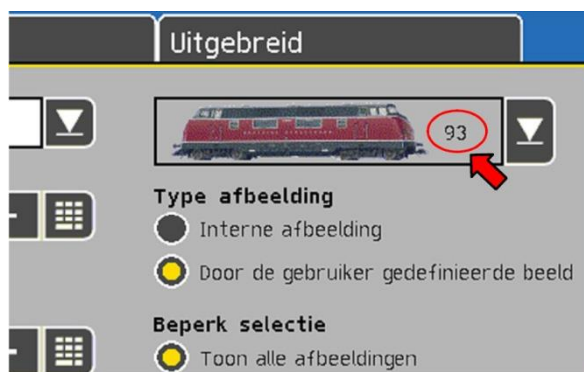 Uitgebreid
93
Type afbeelding
Interne afbeelding
Door de gebruiker gedefinieerde beeld
Beperk selectie
Toon alle afbeeldingen